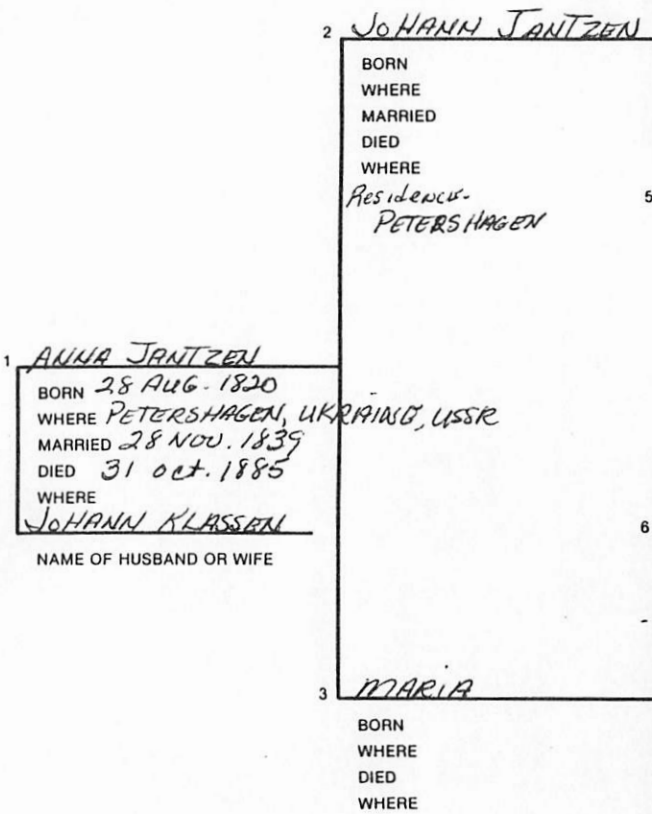 2 JOHANN JANTZEN
BORN
WHERE
MARRIED
DIED
WHERE
Residence-
PETERSHAGEN
5
1 ANNA JANTZEN
BORN 28 AUG. 1820
WHERE PETERSHAGEN, UKRAINE, USSR
MARRIED 28 NOV. 1839
DIED 31 oct. 1885
WHERE
JOHANN KLASSEN
NAME OF HUSBAND OR WIFE
6
3 MARIA
BORN
WHERE
DIED
WHERE